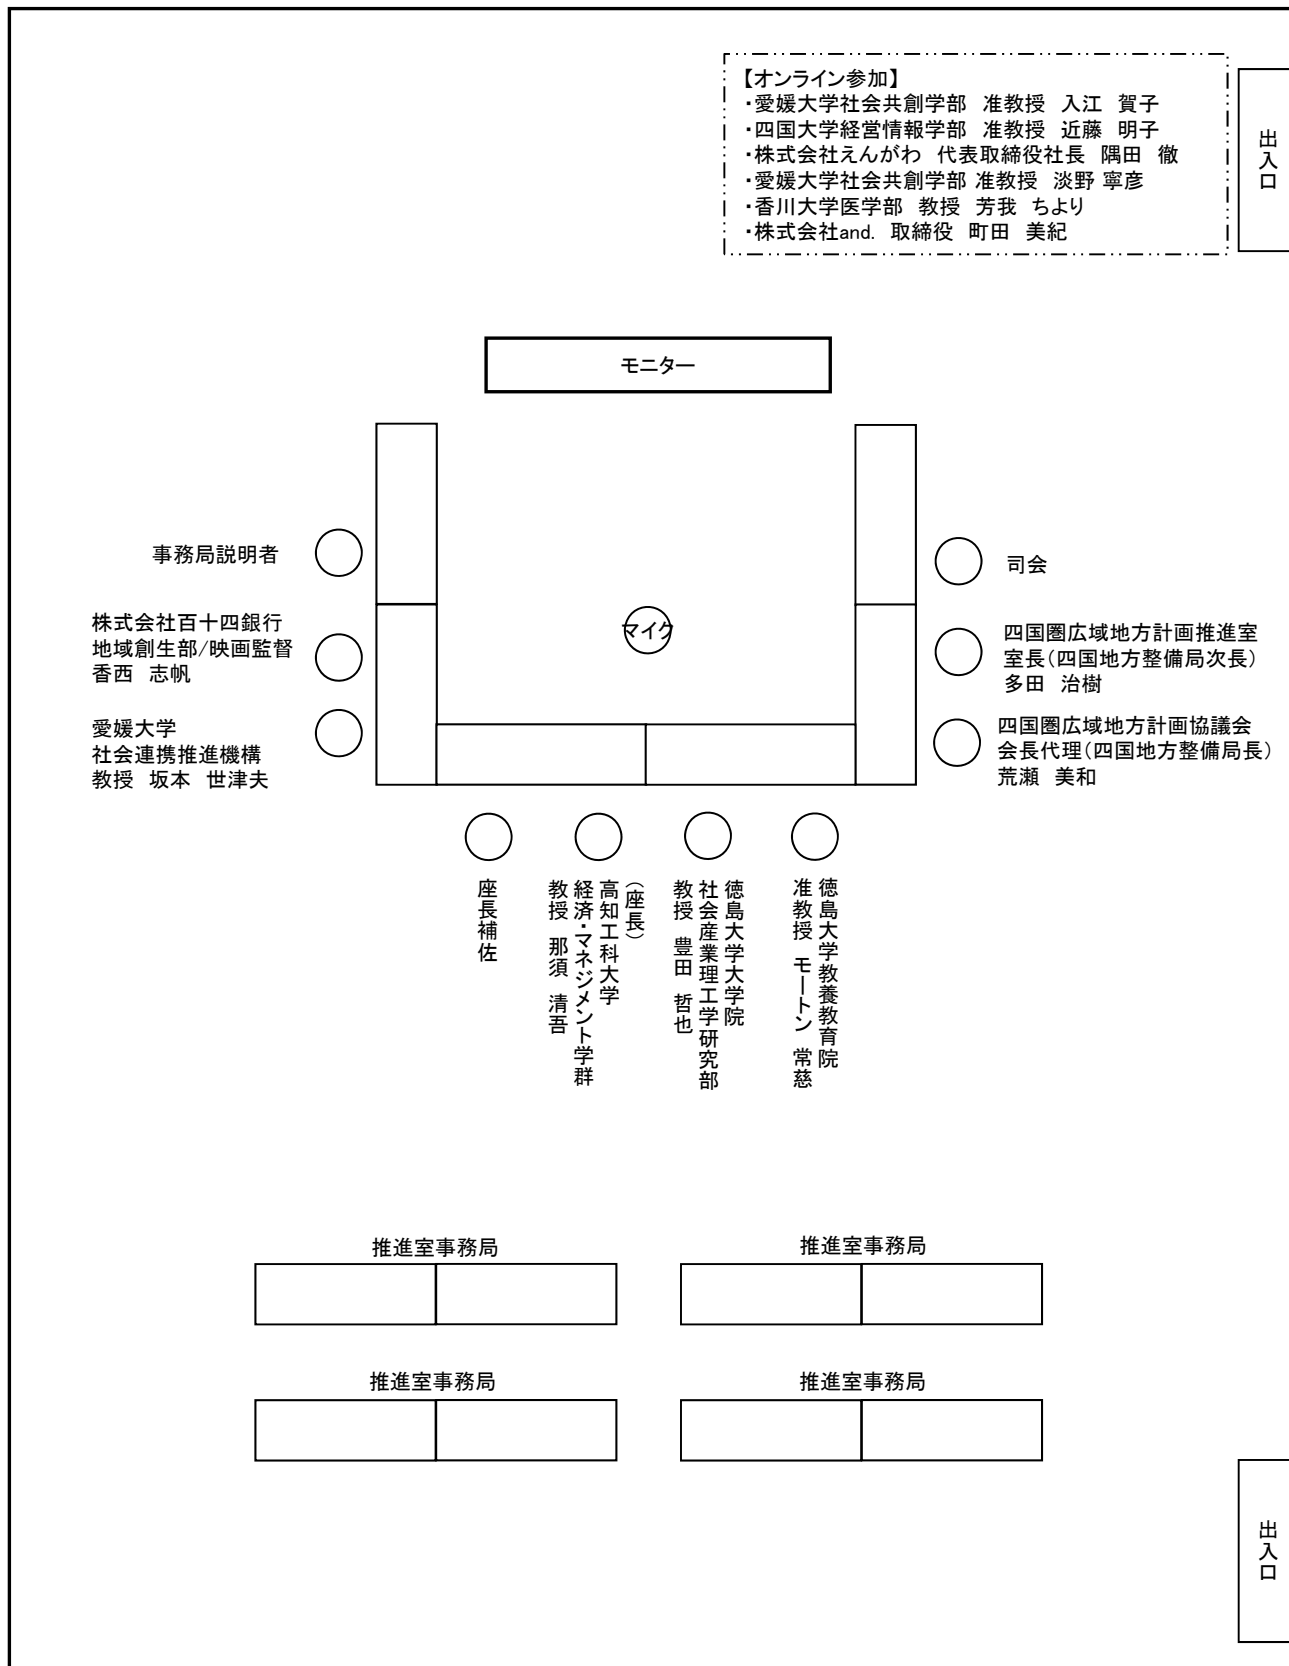 【オンライン参加】
・愛媛大学社会共創学部　准教授　入江　賀子
・四国大学経営情報学部　准教授　近藤　明子
・株式会社えんがわ　代表取締役社長　隅田　徹
・愛媛大学社会共創学部 准教授　淡野 寧彦
・香川大学医学部　教授　芳我　ちより
・株式会社and.　取締役　町田　美紀
出入口
モニター
事務局説明者
株式会社百十四銀行
地域創生部/映画監督
香西　志帆
愛媛大学
社会連携推進機構
教授　坂本　世津夫
マイク
司会
四国圏広域地方計画推進室
室長(四国地方整備局次長)
多田　治樹
四国圏広域地方計画協議会
会長代理(四国地方整備局長)
荒瀬　美和
座長補佐
（座長）
高知工科大学
経済・マネジメント学群
教授　那須　清吾
徳島大学大学院
社会産業理工学研究部
教授　豊田　哲也
徳島大学教養教育院
准教授　モートン　常慈
推進室事務局
推進室事務局
推進室事務局
推進室事務局
出入口